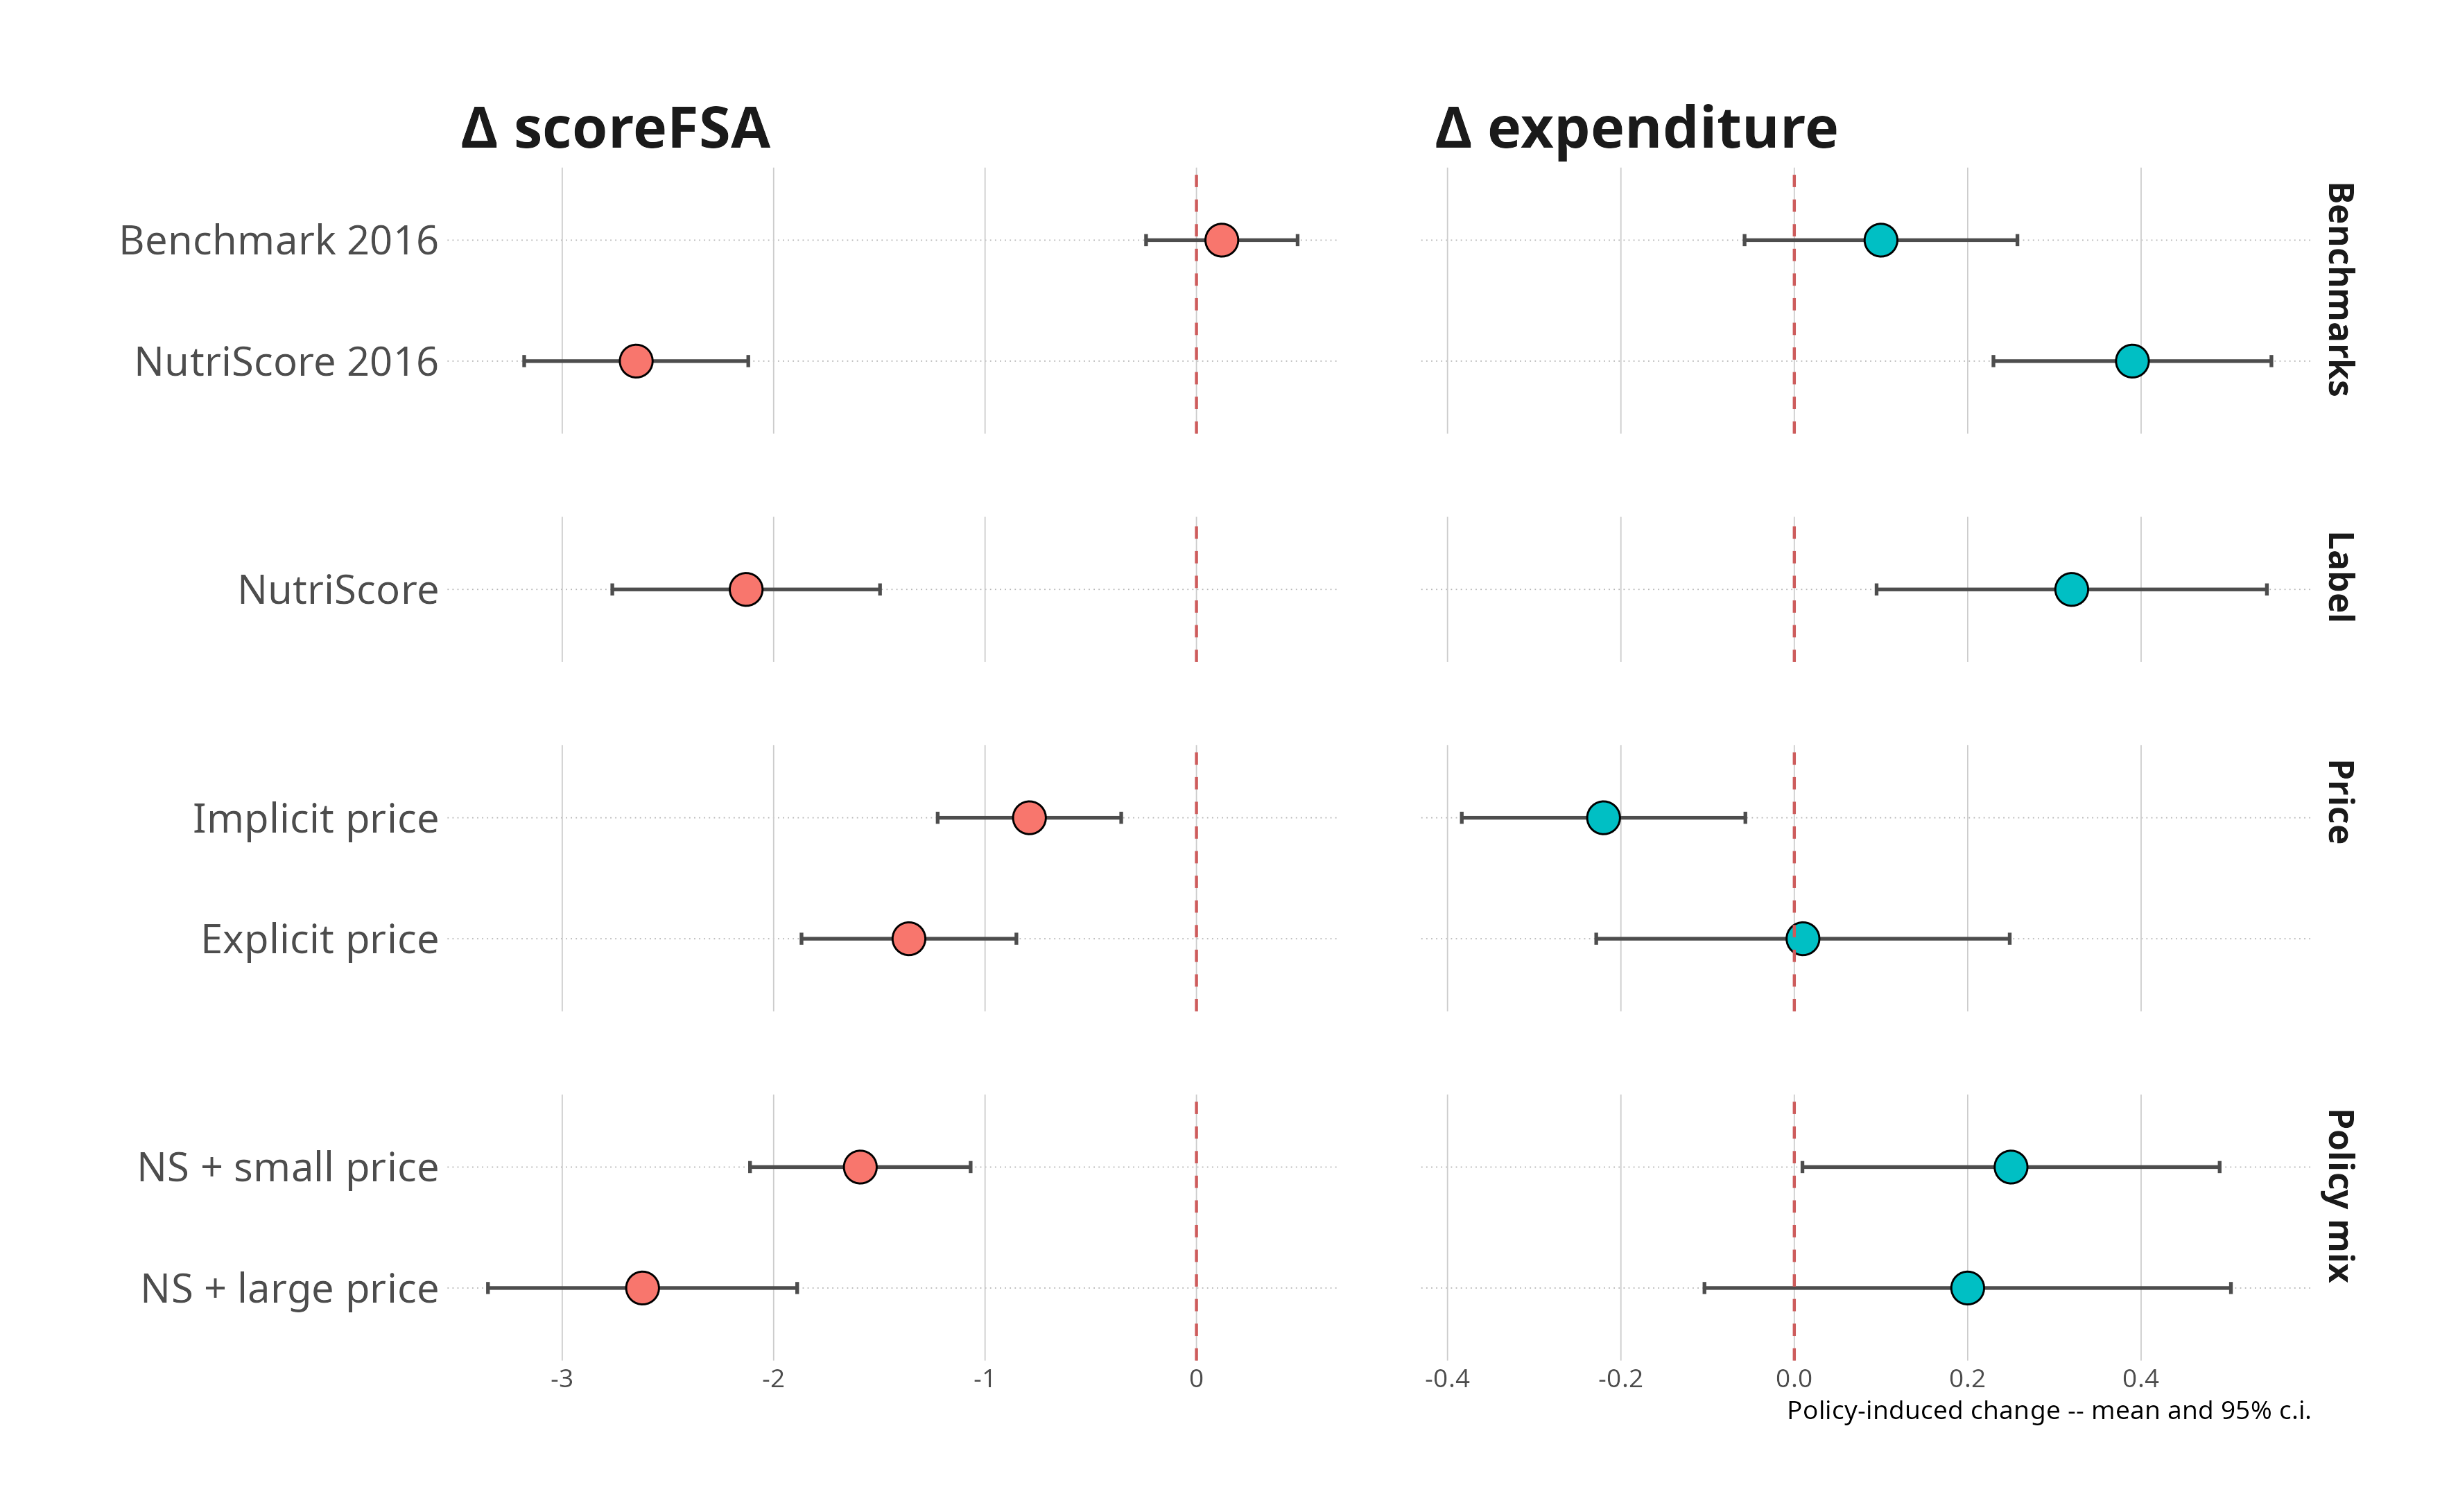 Δ scoreFSA
Δ expenditure
Benchmark 2016
NutriScore 2016
Benchmarks
NutriScore
Label
Implicit price
Explicit price
Price
NS + small price
NS + large price
Policy mix
-3 -2 -1 0
-0.4 -0.2 0.0 0.2 0.4
Policy-induced change -- mean and 95% c.i.